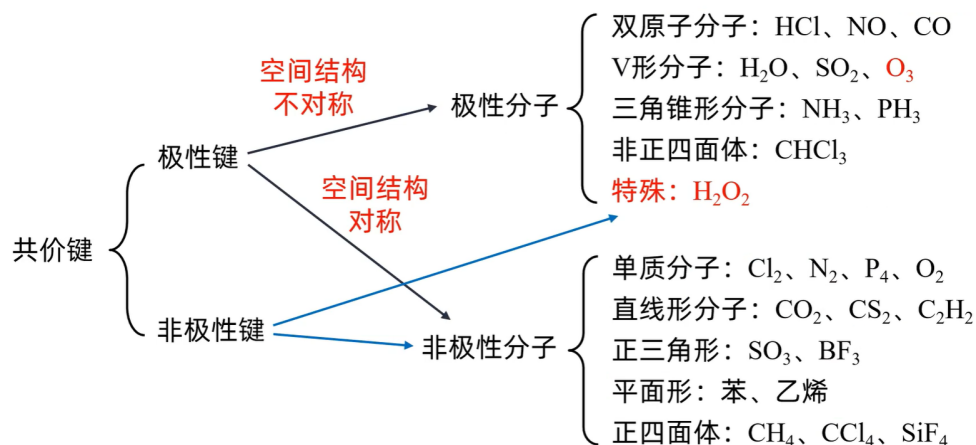 共价键
极性键
非极性键
空间结构
不对称
空间结构
对称
极性分子
非极性分子
双原子分子：HCl、NO、CO
V形分子：H₂O、SO₂、O₃
三角锥形分子：NH₃、PH₃
非正四面体：CHCl₃
特殊：H₂O₂
单质分子：Cl₂、N₂、P₄、O₂
直线形分子：CO₂、CS₂、C₂H₂
正三角形：SO₃、BF₃
平面形：苯、乙烯
正四面体：CH₄、CCl₄、SiF₄